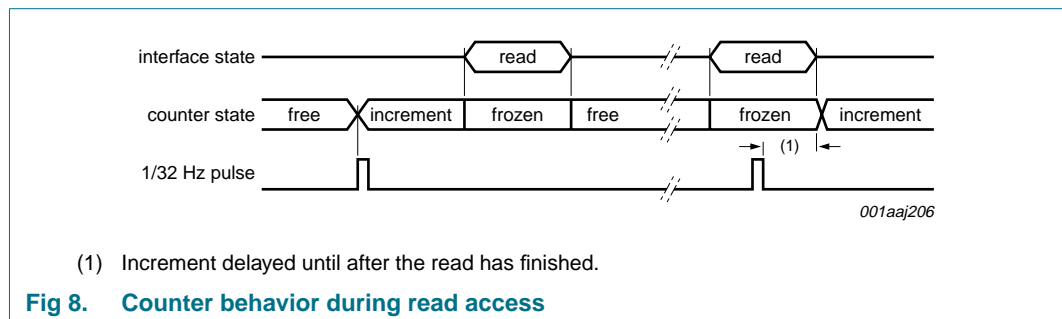 interface state read read
counter state free increment frozen free frozen increment
(1)
1/32 Hz pulse
001aaj206
(1) Increment delayed until after the read has finished.
Fig 8. Counter behavior during read access